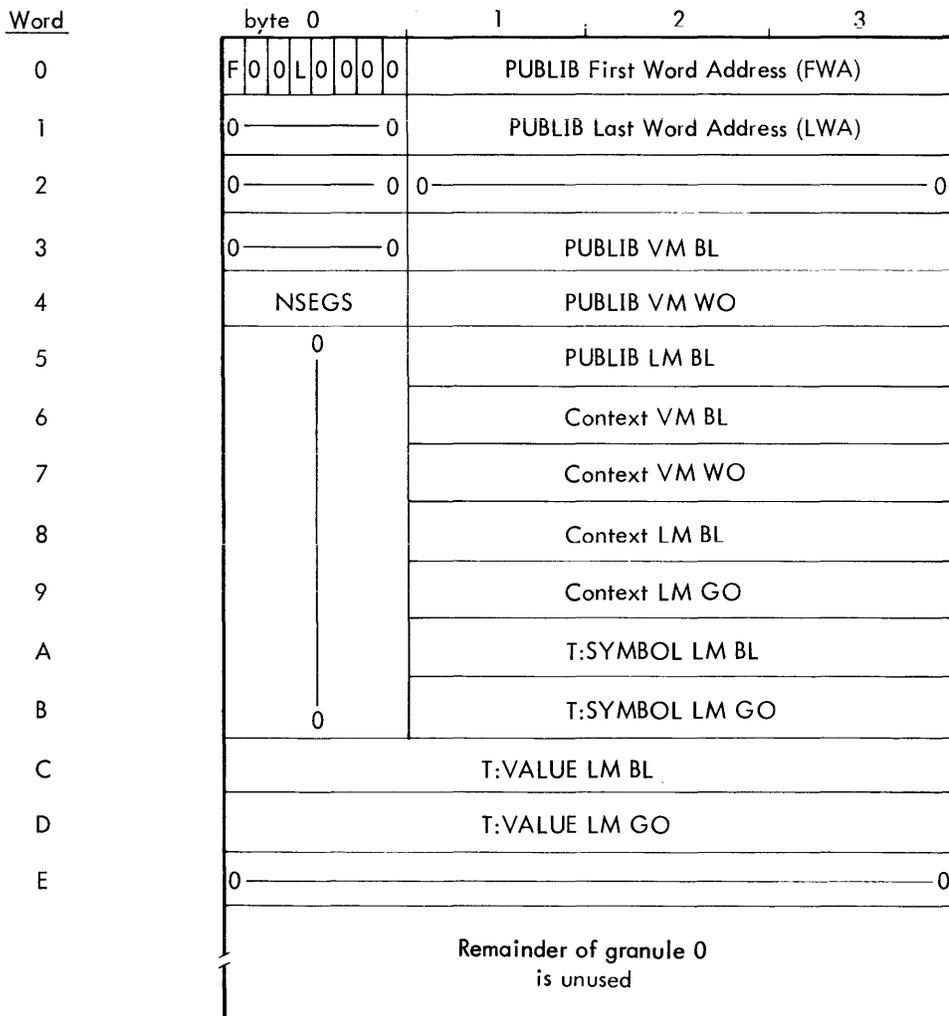 Word byte 0 1 2 3
0 F 0 0 L 0 0 0 0 PUBLIB First Word Address (FWA)
1 0 0 PUBLIB Last Word Address (LWA)
2 0 0 0 0
3 0 0 PUBLIB VM BL
4 NSEGS PUBLIB VM WO
0
5 PUBLIB LM BL
6 Context VM BL
7 Context VM WO
8 Context LM BL
9 Context LM GO
A T:SYMBOL LM BL
B T:SYMBOL LM GO
0
C T:VALUE LM BL
D T:VALUE LM GO
E 0 0
Remainder of granule 0
is unused